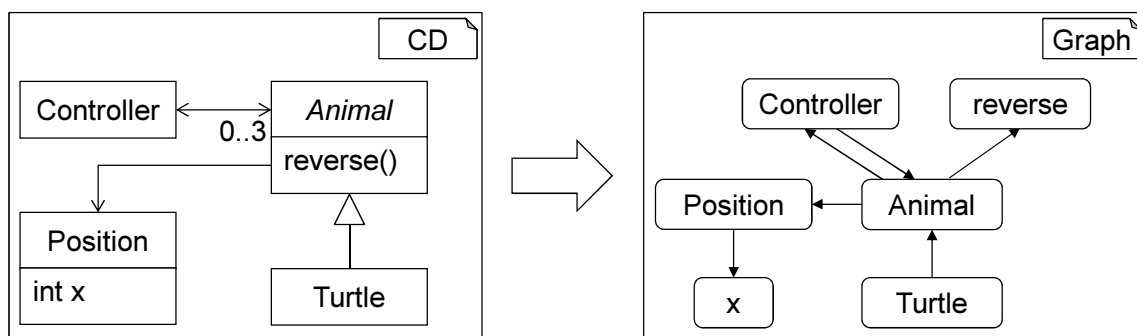 CD
Controller
0..3
Animal
reverse()
Position
int x
Turtle
Graph
Controller
reverse
Position
Animal
x
Turtle